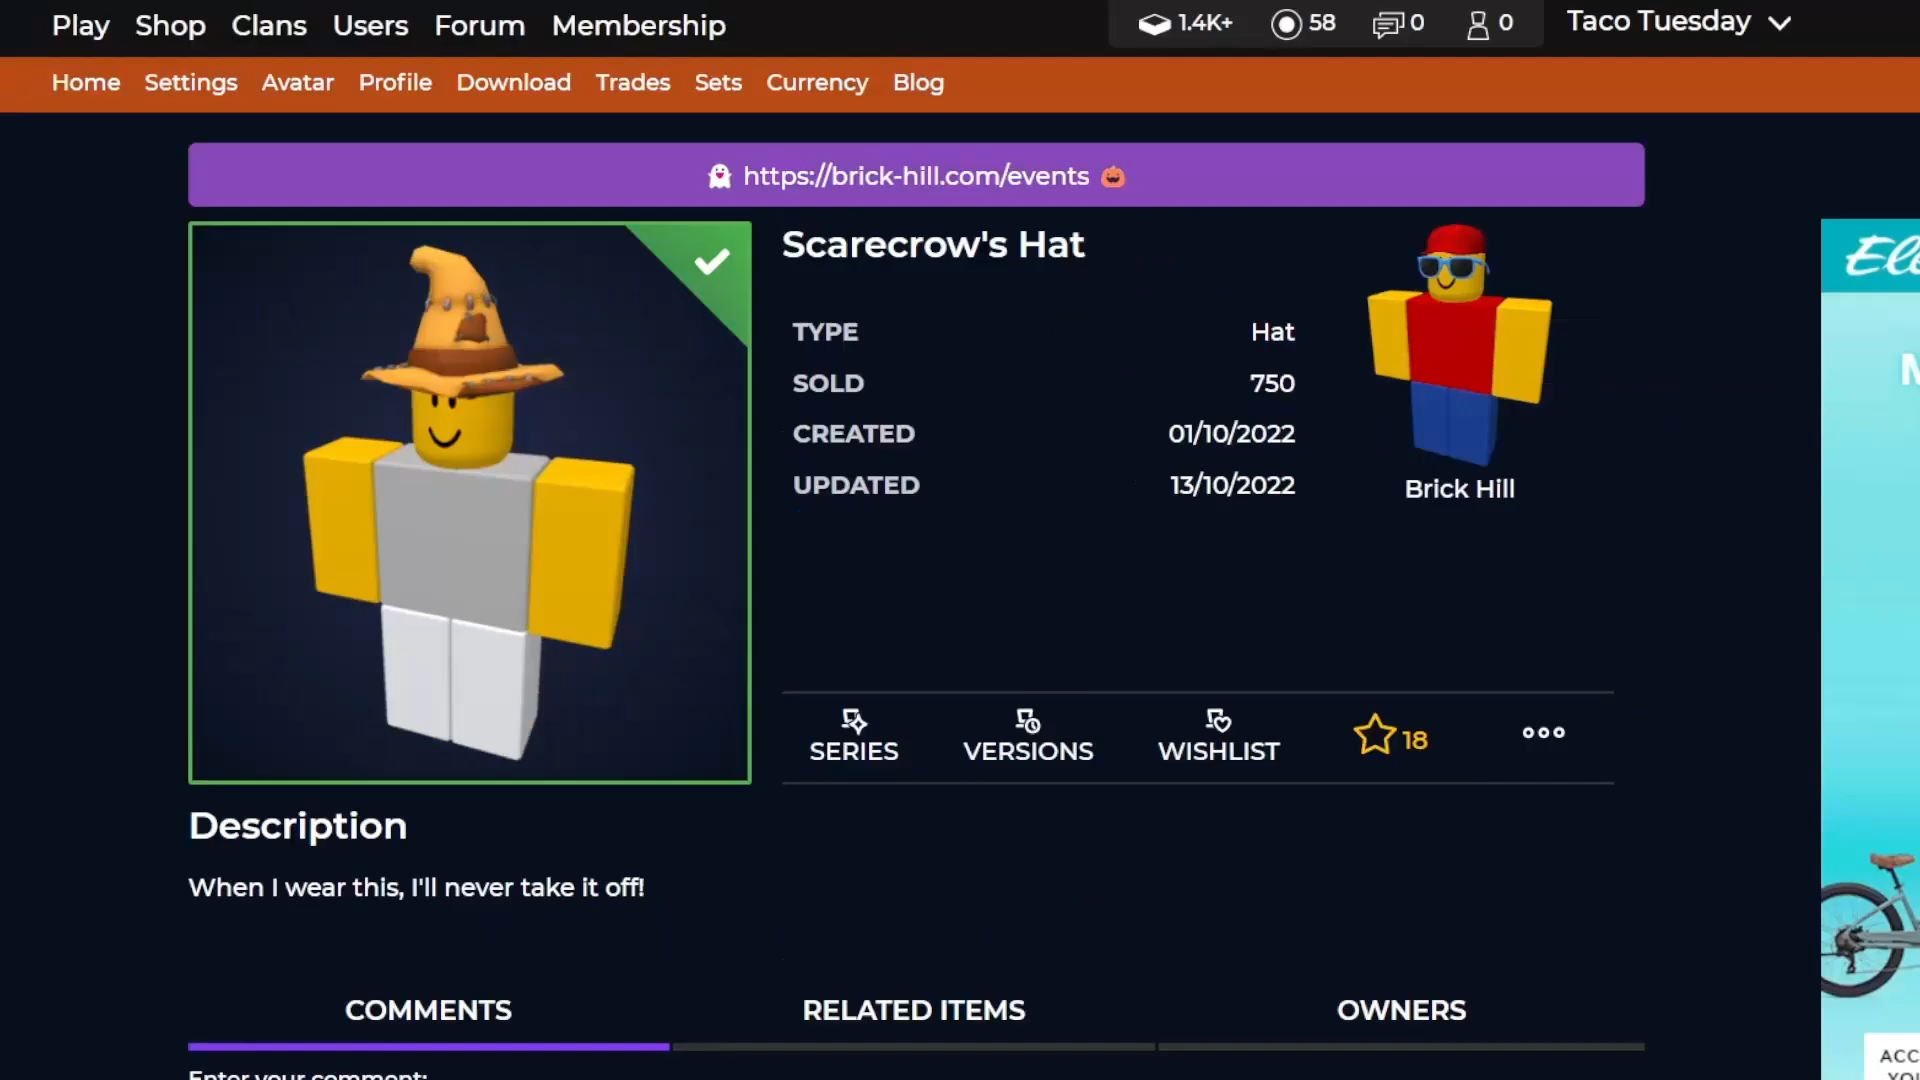 Play Shop Clans Users Forum Membership
1.4K+ 58 0 0
Taco Tuesday
Home Settings Avatar Profile Download Trades Sets Currency Blog
https://brick-hill.com/events
Scarecrow's Hat
TYPE Hat
SOLD 750
CREATED 01/10/2022
UPDATED 13/10/2022
Brick Hill
SERIES VERSIONS WISHLIST 18
Description
When I wear this, I'll never take it off!
COMMENTS RELATED ITEMS OWNERS
Enter your comment: